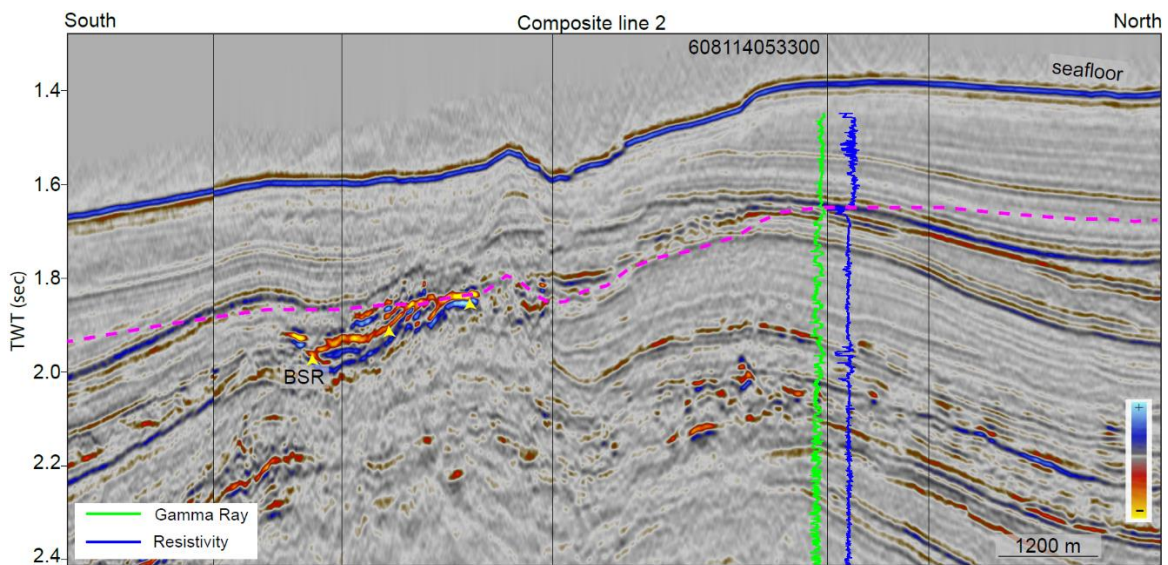 South
Composite line 2
North
608114053300
seafloor
1.4
1.6
1.8
2.0
2.2
2.4
TWT (sec)
BSR
+
-
Gamma Ray
Resistivity
1200 m